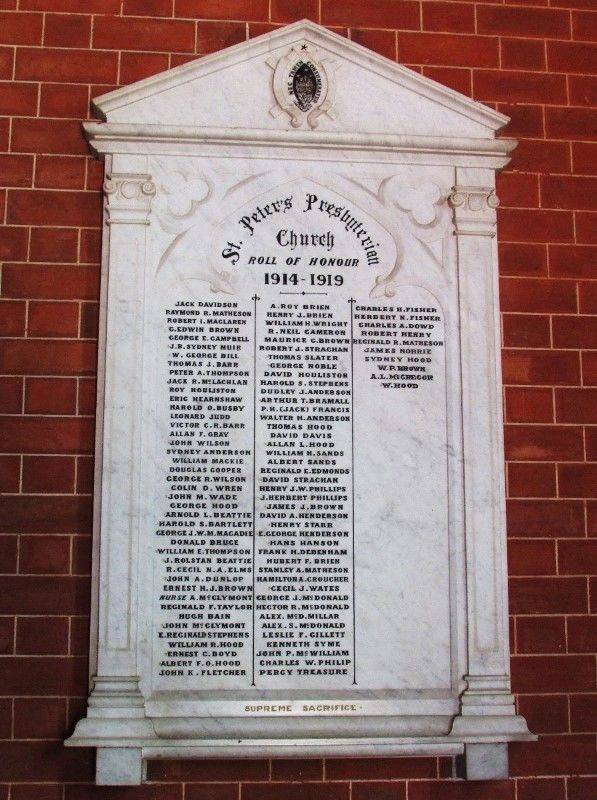 NEC TAMEN CONSUMEBATUR
St. Peter's Presbyterian
Church
ROLL OF HONOUR
1914-1919
JACK DAVIDSON
RAYMOND R. MATHESON
ROBERT I. MACLAREN
G. EDWIN BROWN
GEORGE E. CAMPBELL
J.B. SYDNEY MUIR
W. GEORGE BILL
THOMAS J. BARR
PETER A. THOMPSON
JACK R. McLACHLAN
ROY HOULISTON
ERIC HEARNSHAW
HAROLD O. BUSBY
LEONARD JUDD
VICTOR C.R. BARR
ALLAN F. GRAY
JOHN WILSON
SYDNEY ANDERSON
WILLIAM MACKIE
DOUGLAS COOPER
GEORGE R. WILSON
COLIN D. WREN
JOHN M. WADE
GEORGE HOOD
ARNOLD L. BEATTIE
HAROLD S. BARTLETT
GEORGE J.W.M. MACADIE
DONALD BRUCE
WILLIAM E. THOMPSON
J. ROLSTAN BEATTIE
R. CECIL N.A. ELMS
JOHN A. DUNLOP
ERNEST H.J. BROWN
NURSE A. McCLYMONT
REGINALD F. TAYLOR
HUGH BAIN
JOHN McCLYMONT
E. REGINALD STEPHENS
WILLIAM R. HOOD
ERNEST C. BOYD
ALBERT F.O. HOOD
JOHN K. FLETCHER
A. ROY BRIEN
HENRY J. BRIEN
WILLIAM H. WRIGHT
R. NEIL CAMERON
MAURICE G. BROWN
ROBERT J. STRACHAN
THOMAS SLATER
GEORGE NOBLE
DAVID HOULISTON
HAROLD S. STEPHENS
DUDLEY J. ANDERSON
ARTHUR T. BRAMALL
P.H. (JACK) FRANCIS
WALTER H. ANDERSON
THOMAS HOOD
DAVID DAVIS
ALLAN L. HOOD
WILLIAM H. SANDS
ALBERT SANDS
REGINALD E. EDMONDS
DAVID STRACHAN
HENRY J.W. PHILLIPS
J. HERBERT PHILLIPS
JAMES J. BROWN
DAVID A. HENDERSON
HENRY STARR
E. GEORGE HENDERSON
HANS HANSON
FRANK H. DEBENHAM
HUBERT F. BRIEN
STANLEY A. MATHESON
HAMILTON A. CROUCHER
CECIL J. WATES
GEORGE J. McDONALD
HECTOR R. McDONALD
ALEX. McD. MILLAR
ALEX. S. McDONALD
LESLIE F. GILLETT
KENNETH SYME
JOHN P. McWILLIAM
CHARLES W. PHILIP
PERCY TREASURE
CHARLES H. FISHER
HERBERT N. FISHER
CHARLES A. DOWD
ROBERT HENRY
REGINALD R. MATRESON
JAMES NORRIE
SYDNEY HOOD
W.P. BROWN
A.L. McGREGOR
W. HOOD
SUPREME SACRIFICE.